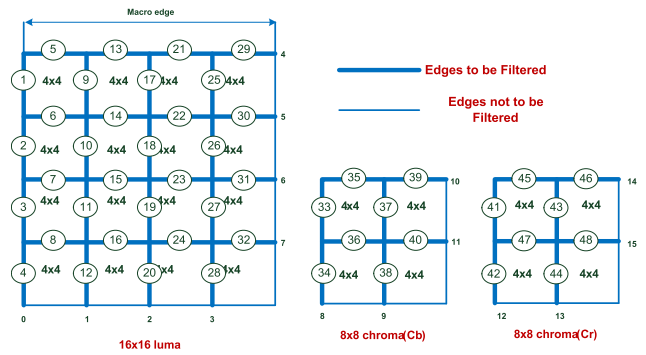 Macro edge
5 13 21 29 4
1 4x4 9 4x4 17 4x4 25 4x4
6 14 22 30 5
2 4x4 10 4x4 18 4x4 26 4x4
7 15 23 31 6
3 4x4 11 4x4 19 4x4 27 4x4
8 16 24 32 7
4 4x4 12 4x4 20 4x4 28 4x4
0 1 2 3
16x16 luma
Edges to be Filtered
Edges not to be
Filtered
35 39 10
33 4x4 37 4x4
36 40 11
34 4x4 38 4x4
8 9
8x8 chroma(Cb)
45 46 14
41 4x4 43 4x4
47 48 15
42 4x4 44 4x4
12 13
8x8 chroma(Cr)